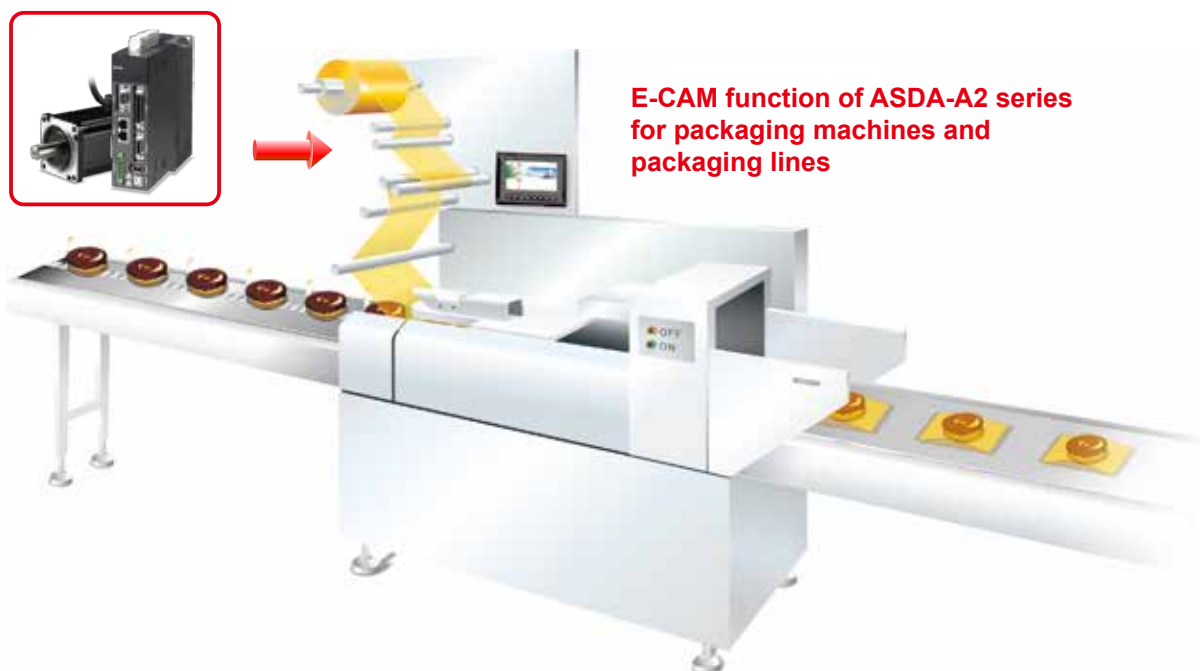 E-CAM function of ASDA-A2 series
for packaging machines and
packaging lines
OFF
ON